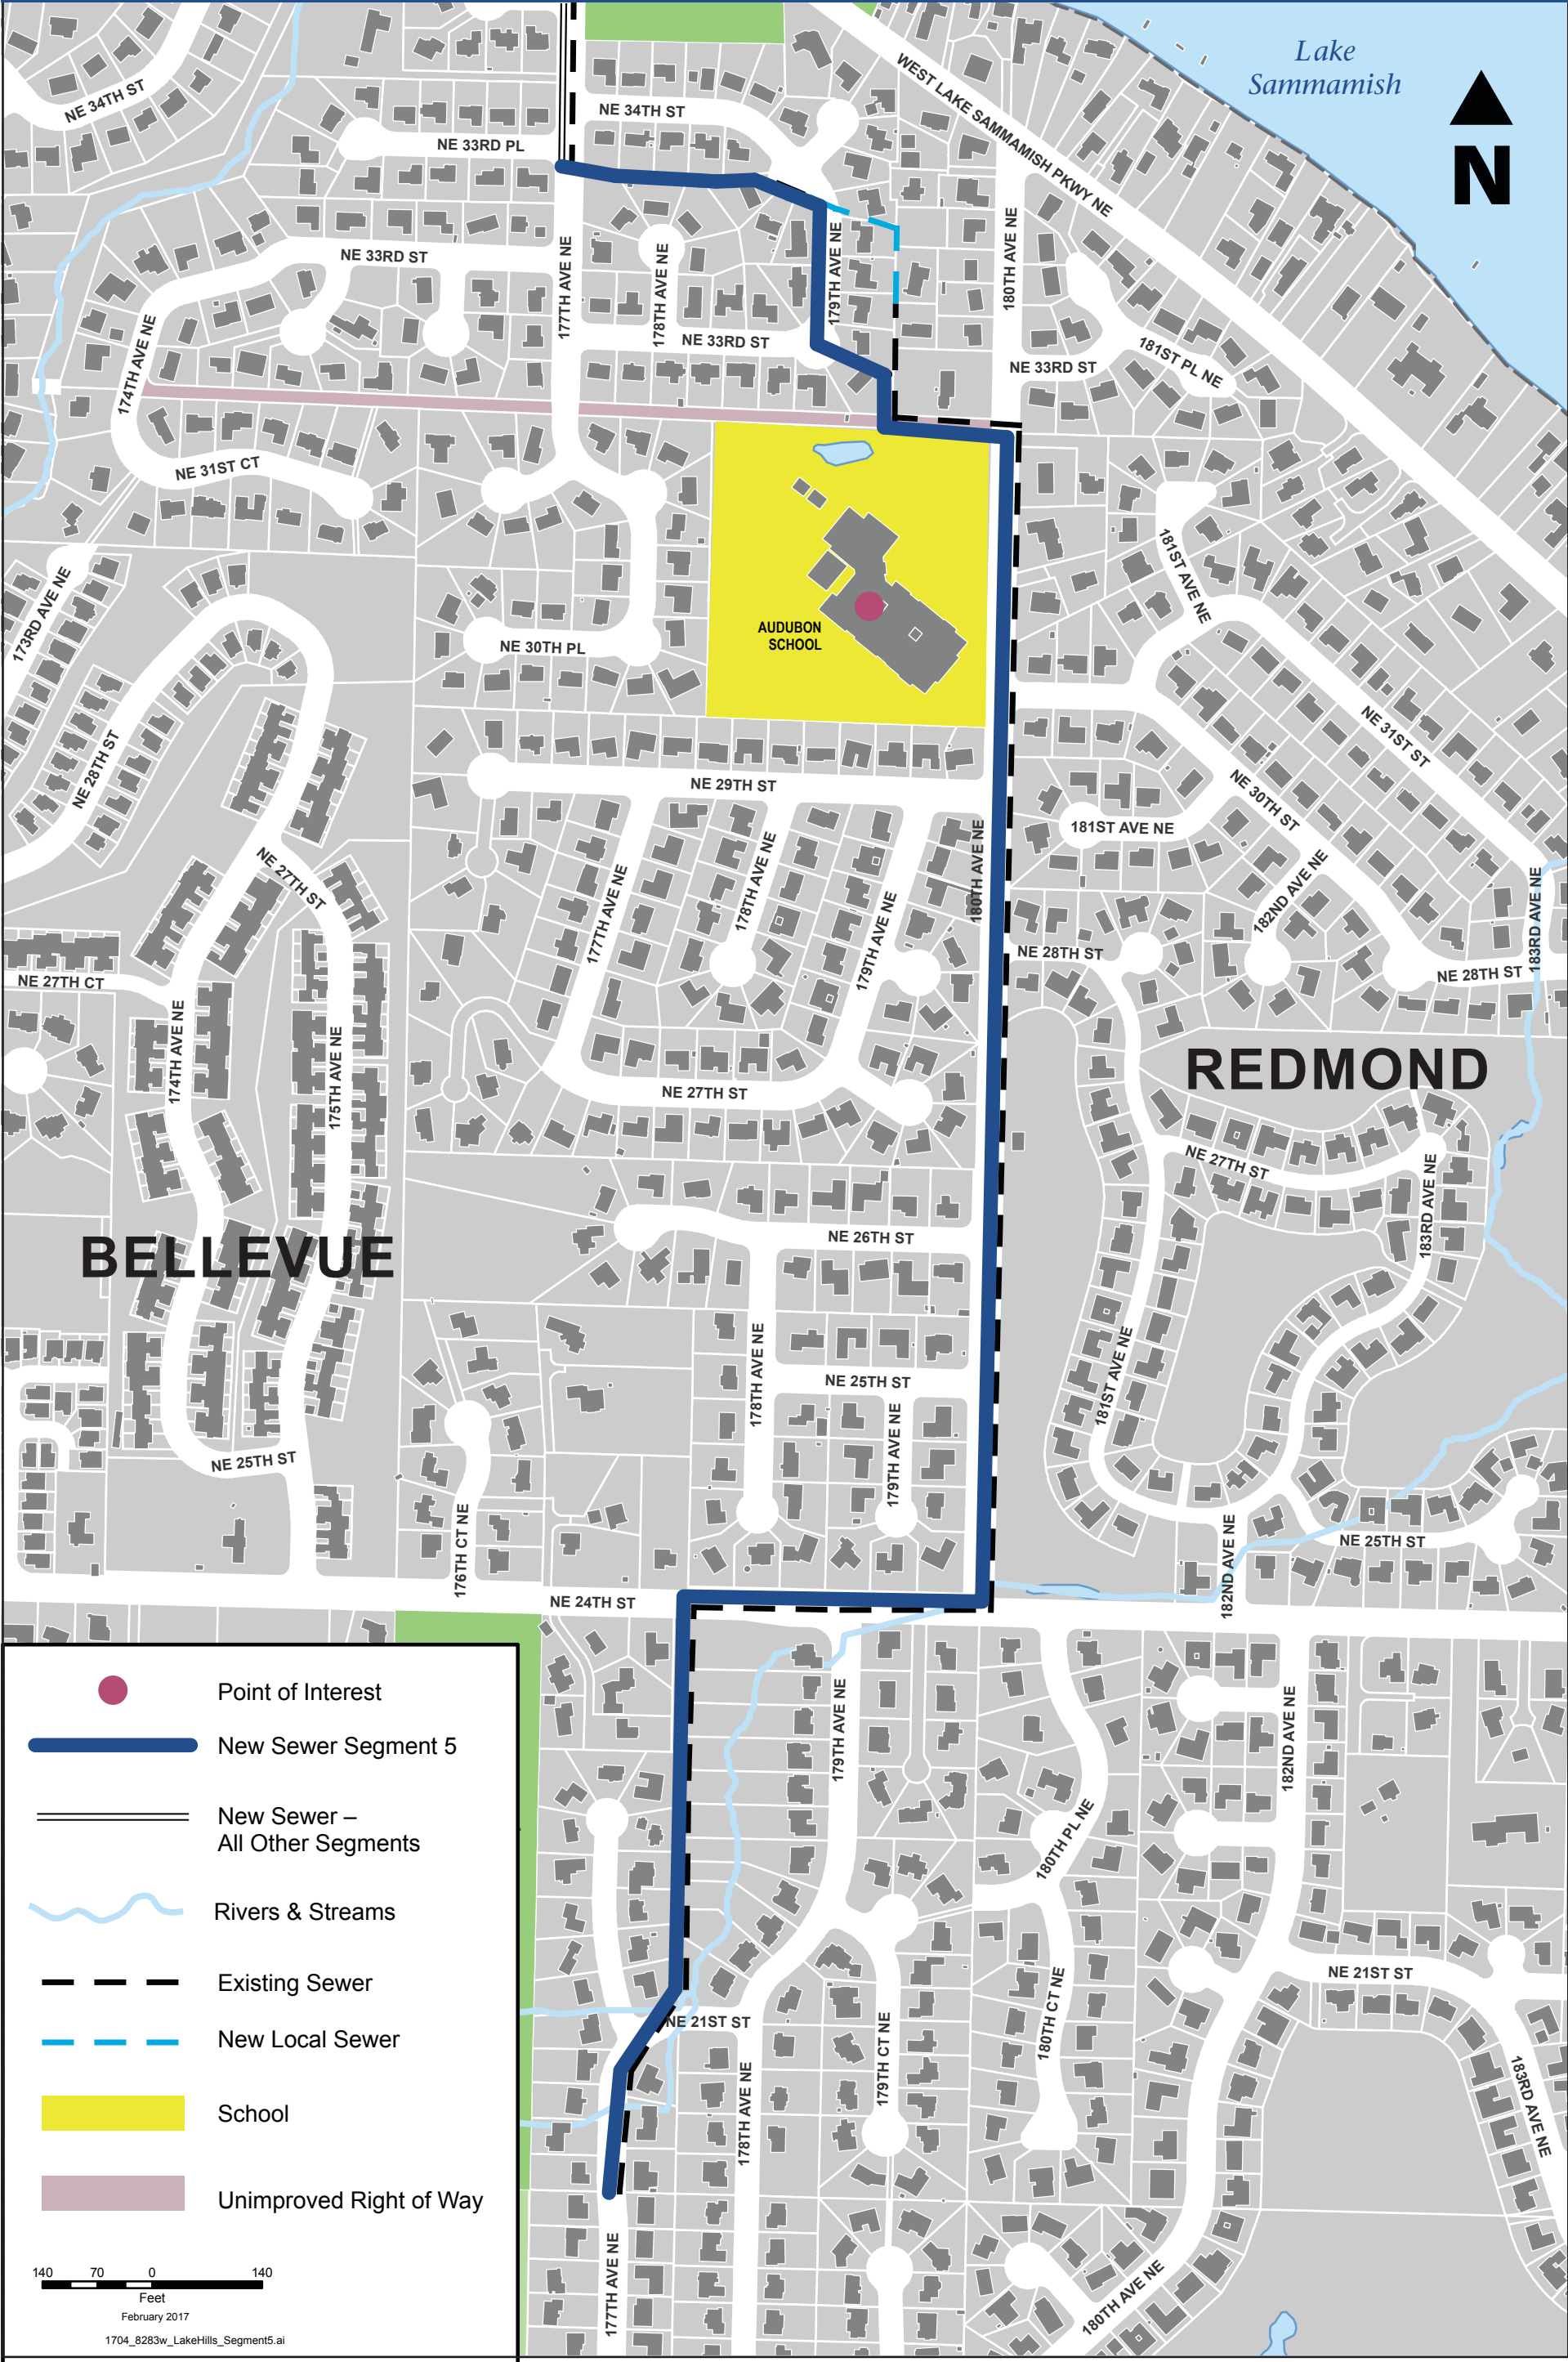 Lake
Sammamish
N
NE 34TH ST
NE 34TH ST
WEST LAKE SAMMAMISH PKWY NE
NE 33RD PL
NE 33RD ST
177TH AVE NE
178TH AVE NE
179TH AVE NE
180TH AVE NE
NE 33RD ST
NE 33RD ST
181ST PL NE
174TH AVE NE
NE 31ST CT
181ST AVE NE
173RD AVE NE
AUDUBON
SCHOOL
NE 30TH PL
NE 28TH ST
NE 31ST ST
NE 29TH ST
NE 30TH ST
181ST AVE NE
180TH AVE NE
NE 27TH ST
177TH AVE NE
178TH AVE NE
179TH AVE NE
182ND AVE NE
183RD AVE NE
NE 28TH ST
NE 28TH ST
NE 27TH CT
174TH AVE NE
175TH AVE NE
REDMOND
NE 27TH ST
NE 27TH ST
183RD AVE NE
BELLEVUE
NE 26TH ST
178TH AVE NE
181ST AVE NE
NE 25TH ST
179TH AVE NE
NE 25TH ST
176TH CT NE
182ND AVE NE
NE 25TH ST
NE 24TH ST
179TH AVE NE
182ND AVE NE
180TH PL NE
NE 21ST ST
NE 21ST ST
180TH CT NE
179TH CT NE
178TH AVE NE
183RD AVE NE
177TH AVE NE
180TH AVE NE
Point of Interest
New Sewer Segment 5
New Sewer –
All Other Segments
Rivers & Streams
Existing Sewer
New Local Sewer
School
Unimproved Right of Way
140 70 0 140
Feet
February 2017
1704_8283w_LakeHills_Segment5.ai